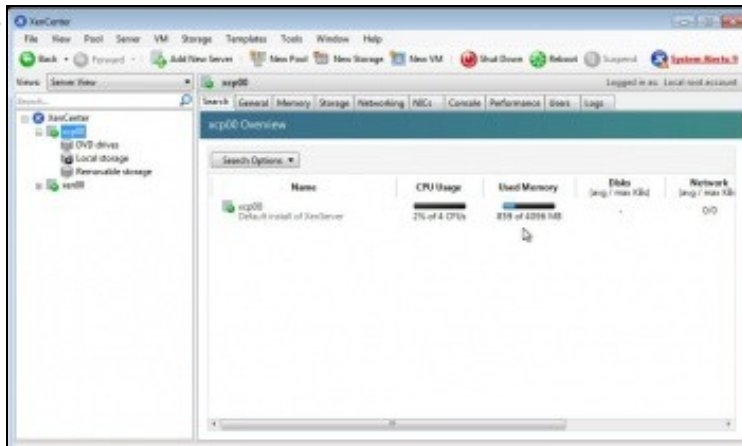 XenCenter
File View Pool Server VM Storage Templates Tools Window Help
Back Forward Add New Server New Pool New Storage New VM Shut Down Reboot Suspend System Alerts: 9
Views: Server View
xcp00
Logged in as: Local root account
Search...
Search General Memory Storage Networking NICs Console Performance Users Logs
XenCenter
xcp00
DVD drives
Local storage
Removable storage
xen00
xcp00 Overview
Search Options
Name CPU Usage Used Memory Disks (avg / max KBs) Network (avg / max KBs
xcp00
Default install of XenServer
2% of 4 CPUs 859 of 4096 MB - 0/0